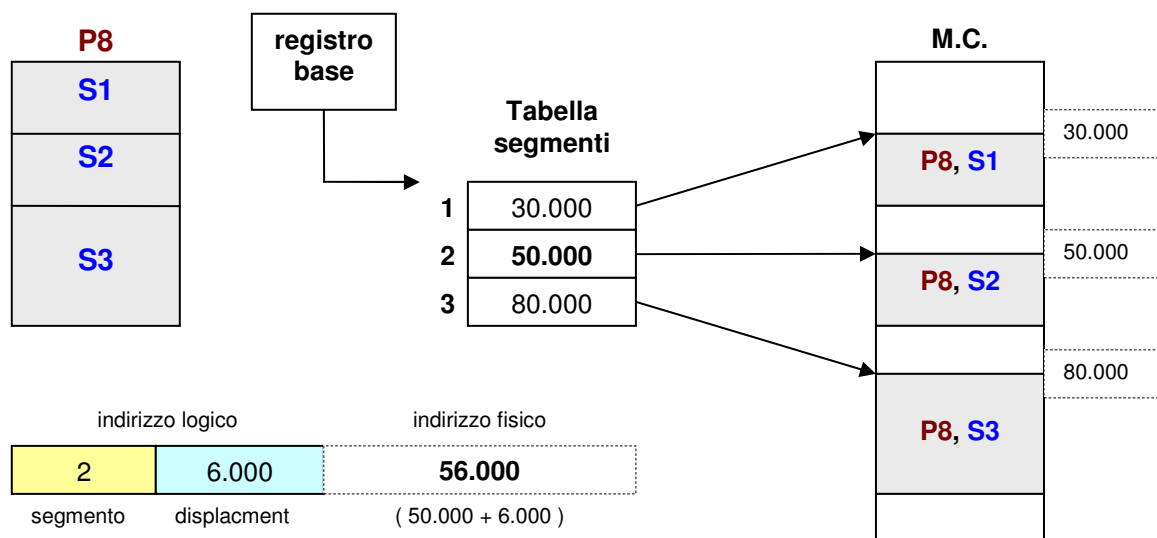 P8
S1
S2
S3
registro
base
Tabella
segmenti
1 30.000
2 50.000
3 80.000
M.C.
30.000
P8, S1
50.000
P8, S2
80.000
P8, S3
indirizzo logico
indirizzo fisico
2 6.000 56.000
segmento displacment ( 50.000 + 6.000 )